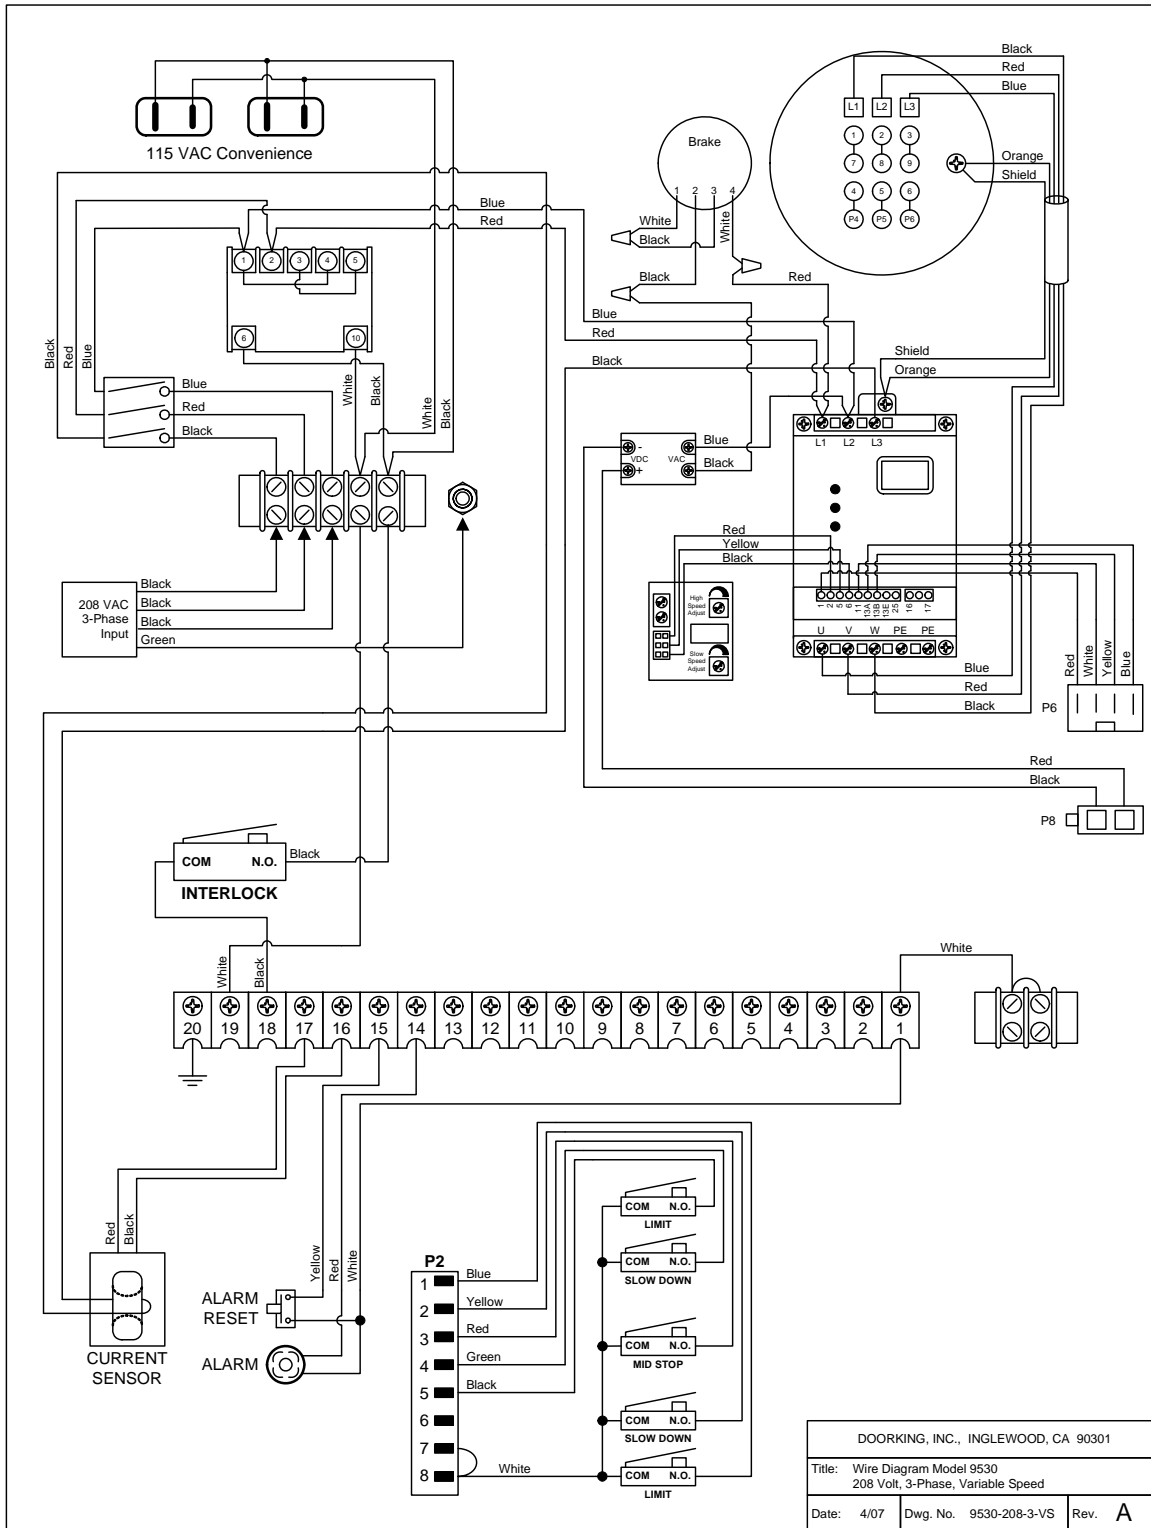 Black
Red
Blue
L1 L2 L3
1 2 3
7 8 9
4 5 6
P4 P5 P6
Orange
Shield
115 VAC Convenience
Brake
1 2 3 4
White
Black
White
Black
Red
Blue
Red
1 2 3 4 5
6 10
Black
Red
Blue
Blue
Red
Black
White
Black
White
Black
Blue
Red
Black
Shield
Orange
L1 L2 L3
- VDC VAC
+
Blue
Black
Red
Yellow
Black
High Speed Adjust
Slow Speed Adjust
1 2 5 6 11 13A 13B 13E 25 16 17
U V W PE PE
Blue
Red
Black
Red
White
Yellow
Blue
P6
Red
Black
P8
208 VAC
3-Phase
Input
Black
Black
Black
Green
COM N.O.
Black
INTERLOCK
White
Black
White
20 19 18 17 16 15 14 13 12 11 10 9 8 7 6 5 4 3 2 1
Red
Black
Yellow
Red
White
CURRENT
SENSOR
ALARM
RESET
ALARM
P2
1 Blue
2 Yellow
3 Red
4 Green
5 Black
6
7
8 White
COM N.O.
LIMIT
COM N.O.
SLOW DOWN
COM N.O.
MID STOP
COM N.O.
SLOW DOWN
COM N.O.
LIMIT
DOORKING, INC., INGLEWOOD, CA 90301
Title: Wire Diagram Model 9530
208 Volt, 3-Phase, Variable Speed
Date: 4/07 Dwg. No. 9530-208-3-VS Rev. A